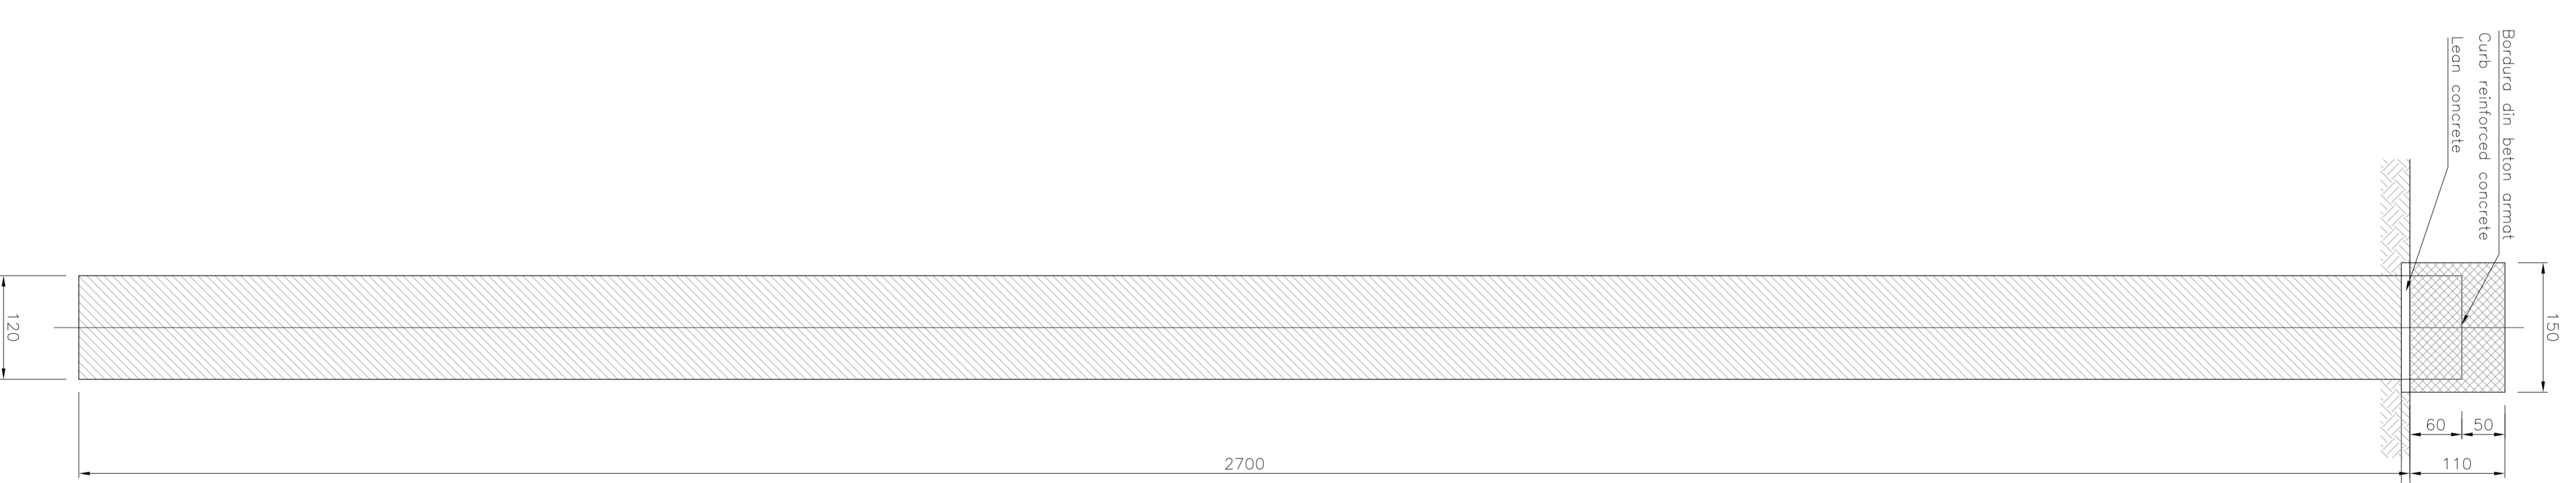 Bordura din beton armat
Curb reinforced concrete
Lean concrete
150
60
50
110
2700
120